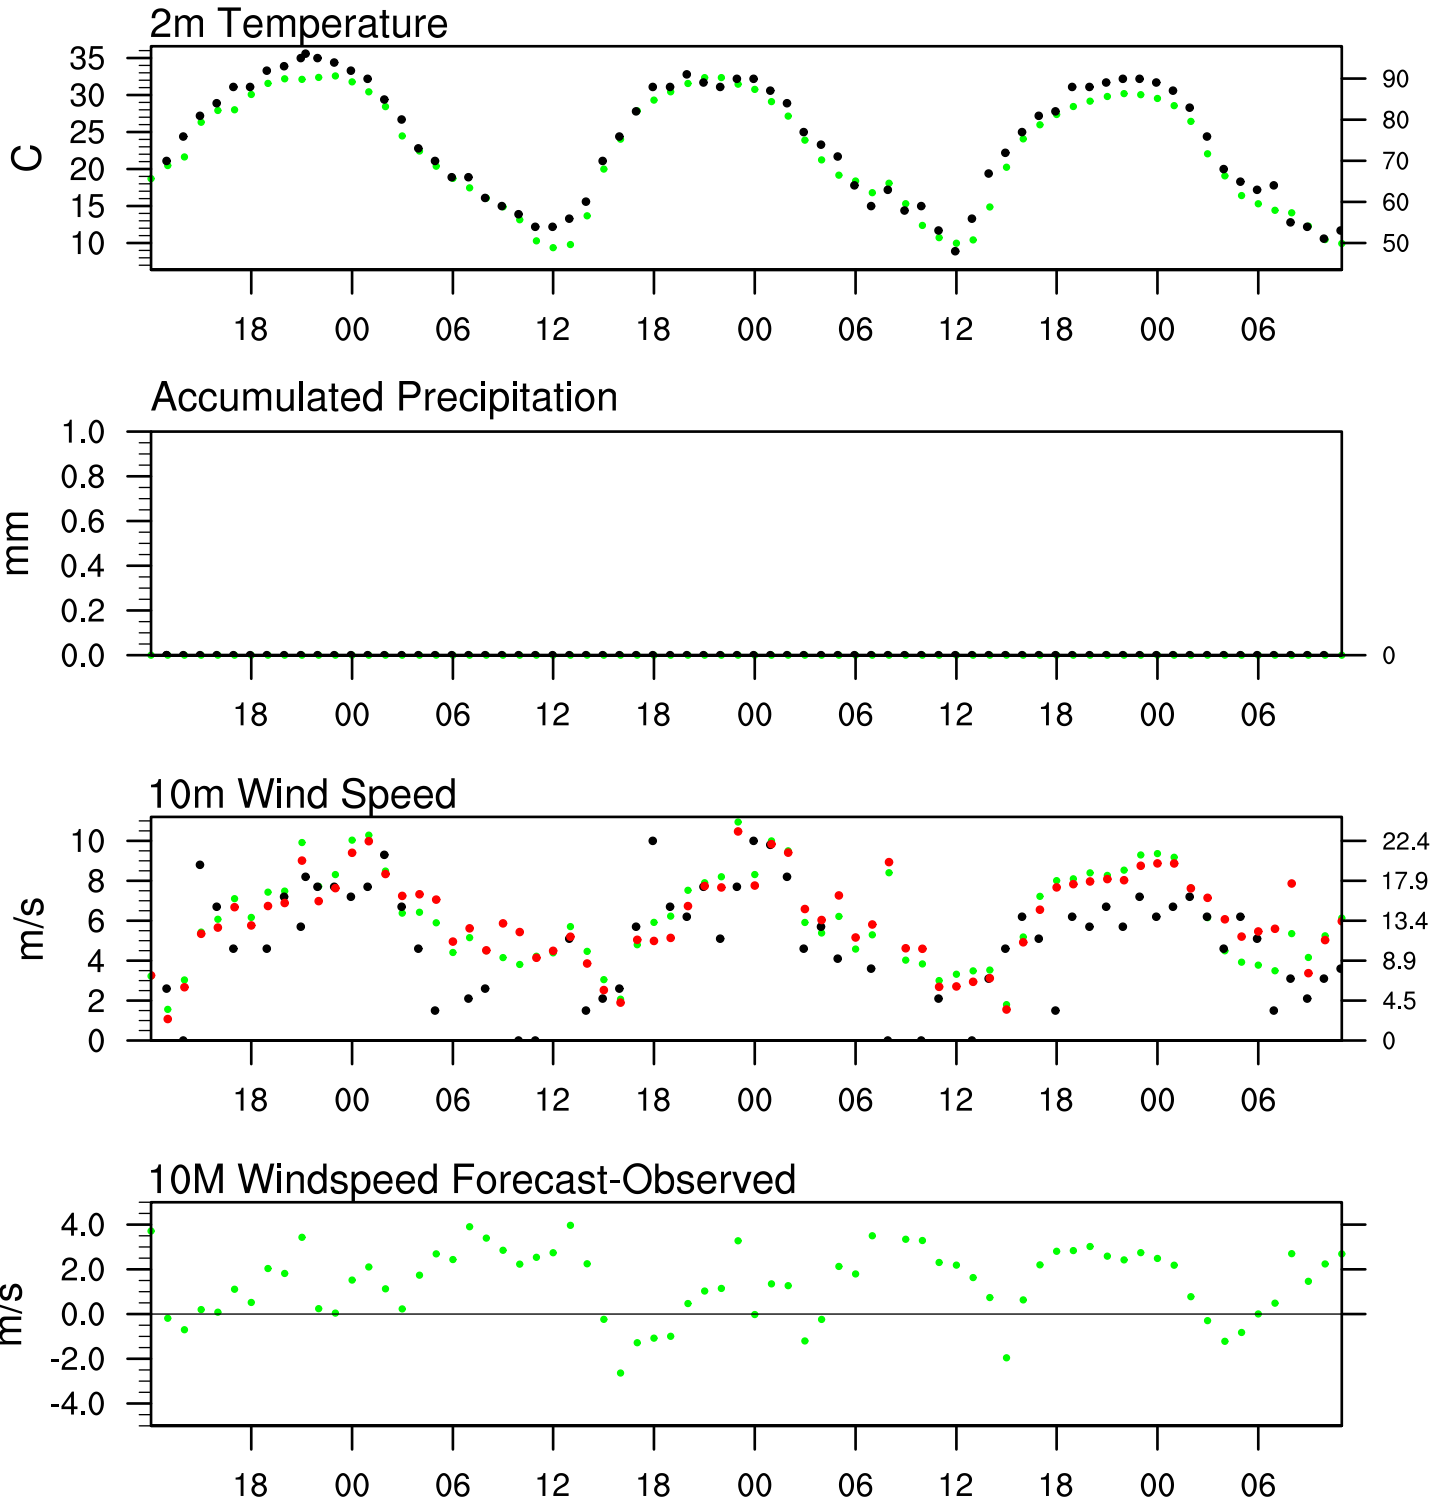 2m Temperature
35
30
25
20
15
10
C
90
80
70
60
50
18 00 06 12 18 00 06 12 18 00 06
Accumulated Precipitation
1.0
0.8
0.6
0.4
0.2
0.0
mm
0
18 00 06 12 18 00 06 12 18 00 06
10m Wind Speed
10
8
6
4
2
0
m/s
22.4
17.9
13.4
8.9
4.5
0
18 00 06 12 18 00 06 12 18 00 06
10M Windspeed Forecast-Observed
4.0
2.0
0.0
-2.0
-4.0
m/s
18 00 06 12 18 00 06 12 18 00 06